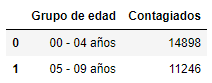 Grupo de edad Contagiados
0 00 - 04 años 14898
1 05 - 09 años 11246